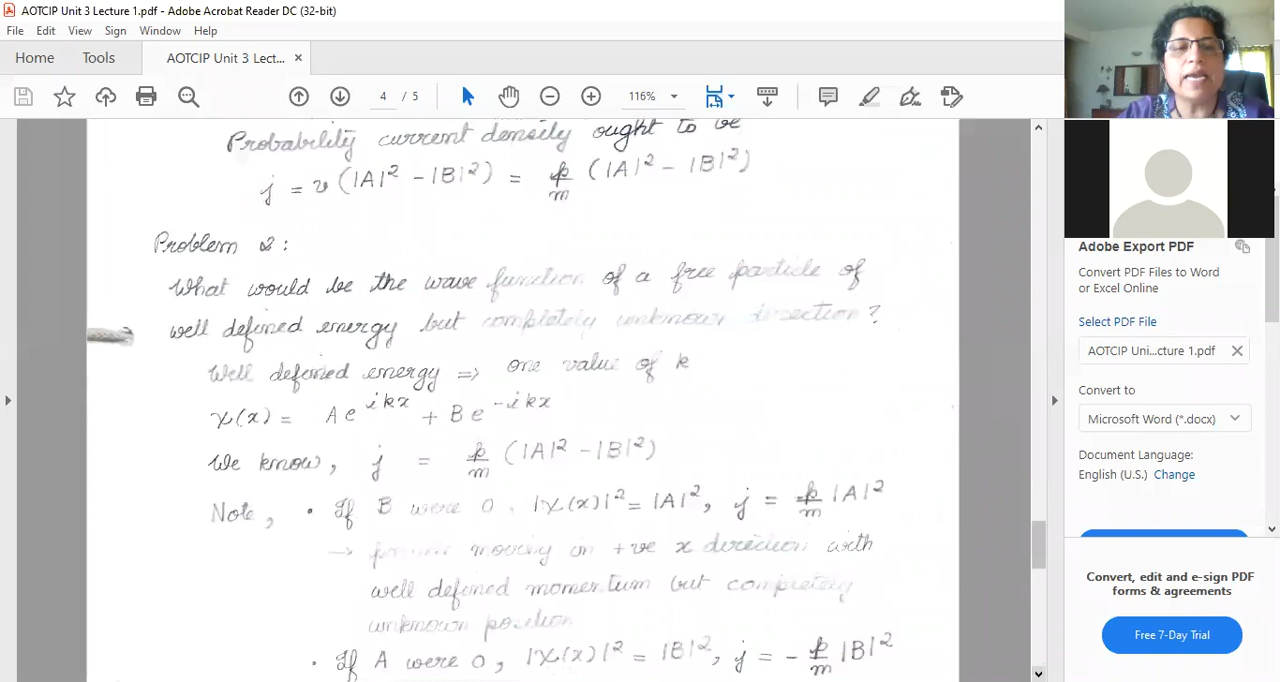 AOTCIP Unit 3 Lecture 1.pdf - Adobe Acrobat Reader DC (32-bit)
File Edit View Sign Window Help
Home Tools AOTCIP Unit 3 Lect... ×
4 / 5 116%
Probability current density ought to be
j = v (|A|² - |B|²) = p/m (|A|² - |B|²)
Problem 2:
What would be the wave function of a free particle of
well defined energy but completely unknown direction?
Well defined energy => one value of k
χ(x) = A e^{ikx} + B e^{-ikx}
We know, j = p/m (|A|² - |B|²)
Note, • If B were 0, |χ(x)|² = |A|², j = p/m |A|²
→ moving in +ve x direction with
well defined momentum but completely
unknown position
• If A were 0, |χ(x)|² = |B|², j = - p/m |B|²
Adobe Export PDF
Convert PDF Files to Word
or Excel Online
Select PDF File
AOTCIP Uni...cture 1.pdf ×
Convert to
Microsoft Word (*.docx)
Document Language:
English (U.S.) Change
Convert, edit and e-sign PDF
forms & agreements
Free 7-Day Trial